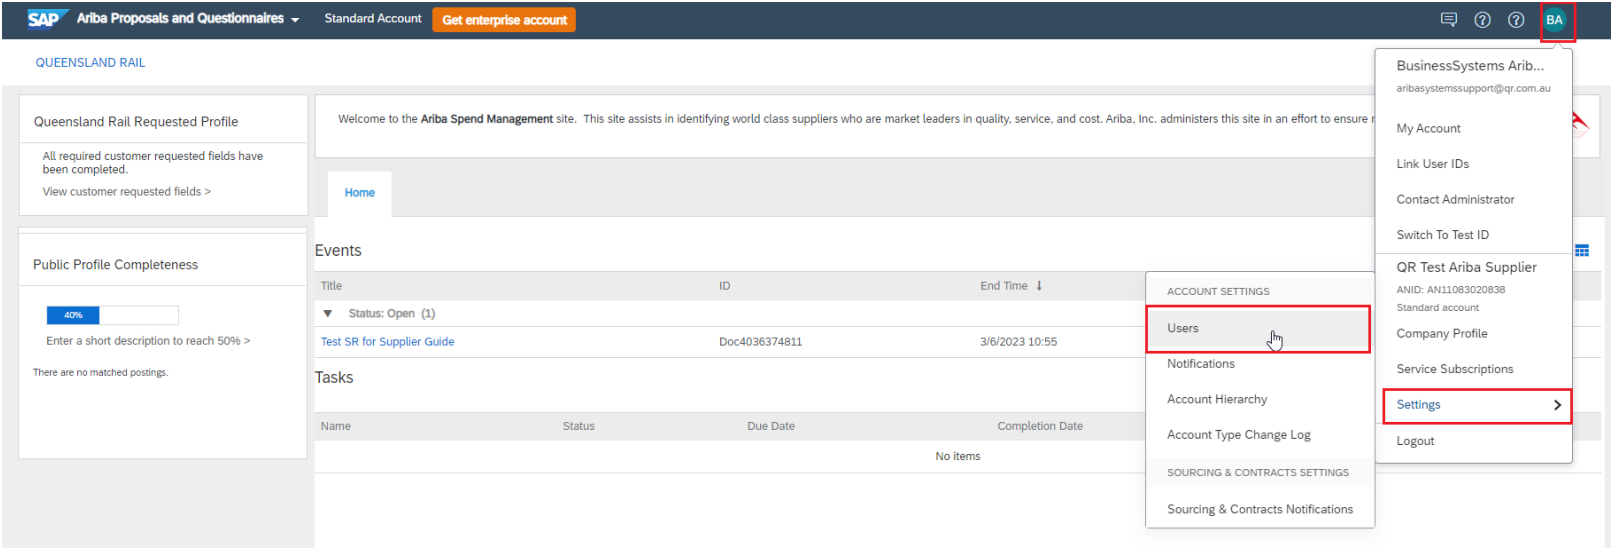 SAP Ariba Proposals and Questionnaires Standard Account Get enterprise account BA
QUEENSLAND RAIL
Queensland Rail Requested Profile
All required customer requested fields have
been completed.
View customer requested fields >
Public Profile Completeness
40%
Enter a short description to reach 50% >
There are no matched postings.
Welcome to the Ariba Spend Management site. This site assists in identifying world class suppliers who are market leaders in quality, service, and cost. Ariba, Inc. administers this site in an effort to ensure
Home
Events
Title ID End Time ↓
Status: Open (1)
Test SR for Supplier Guide Doc4036374811 3/6/2023 10:55
Tasks
Name Status Due Date Completion Date
No items
ACCOUNT SETTINGS
Users
Notifications
Account Hierarchy
Account Type Change Log
SOURCING & CONTRACTS SETTINGS
Sourcing & Contracts Notifications
BusinessSystems Arib...
aribasystemssupport@qr.com.au
My Account
Link User IDs
Contact Administrator
Switch To Test ID
QR Test Ariba Supplier
ANID: AN11083020838
Standard account
Company Profile
Service Subscriptions
Settings
Logout